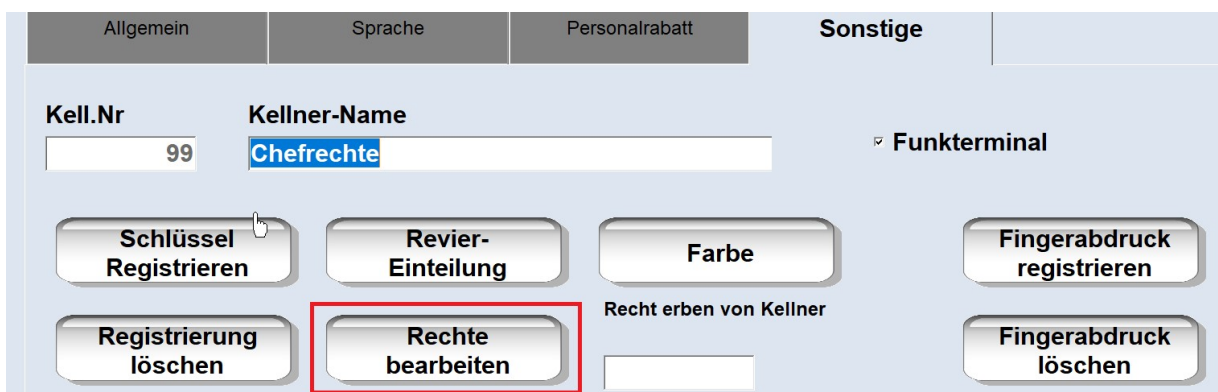 Allgemein Sprache Personalrabatt Sonstige
Kell.Nr Kellner-Name
99 Chefrechte Funkterminal
Schlüssel Revier- Farbe Fingerabdruck
Registrieren Einteilung registrieren
Recht erben von Kellner
Registrierung Rechte Fingerabdruck
löschen bearbeiten löschen